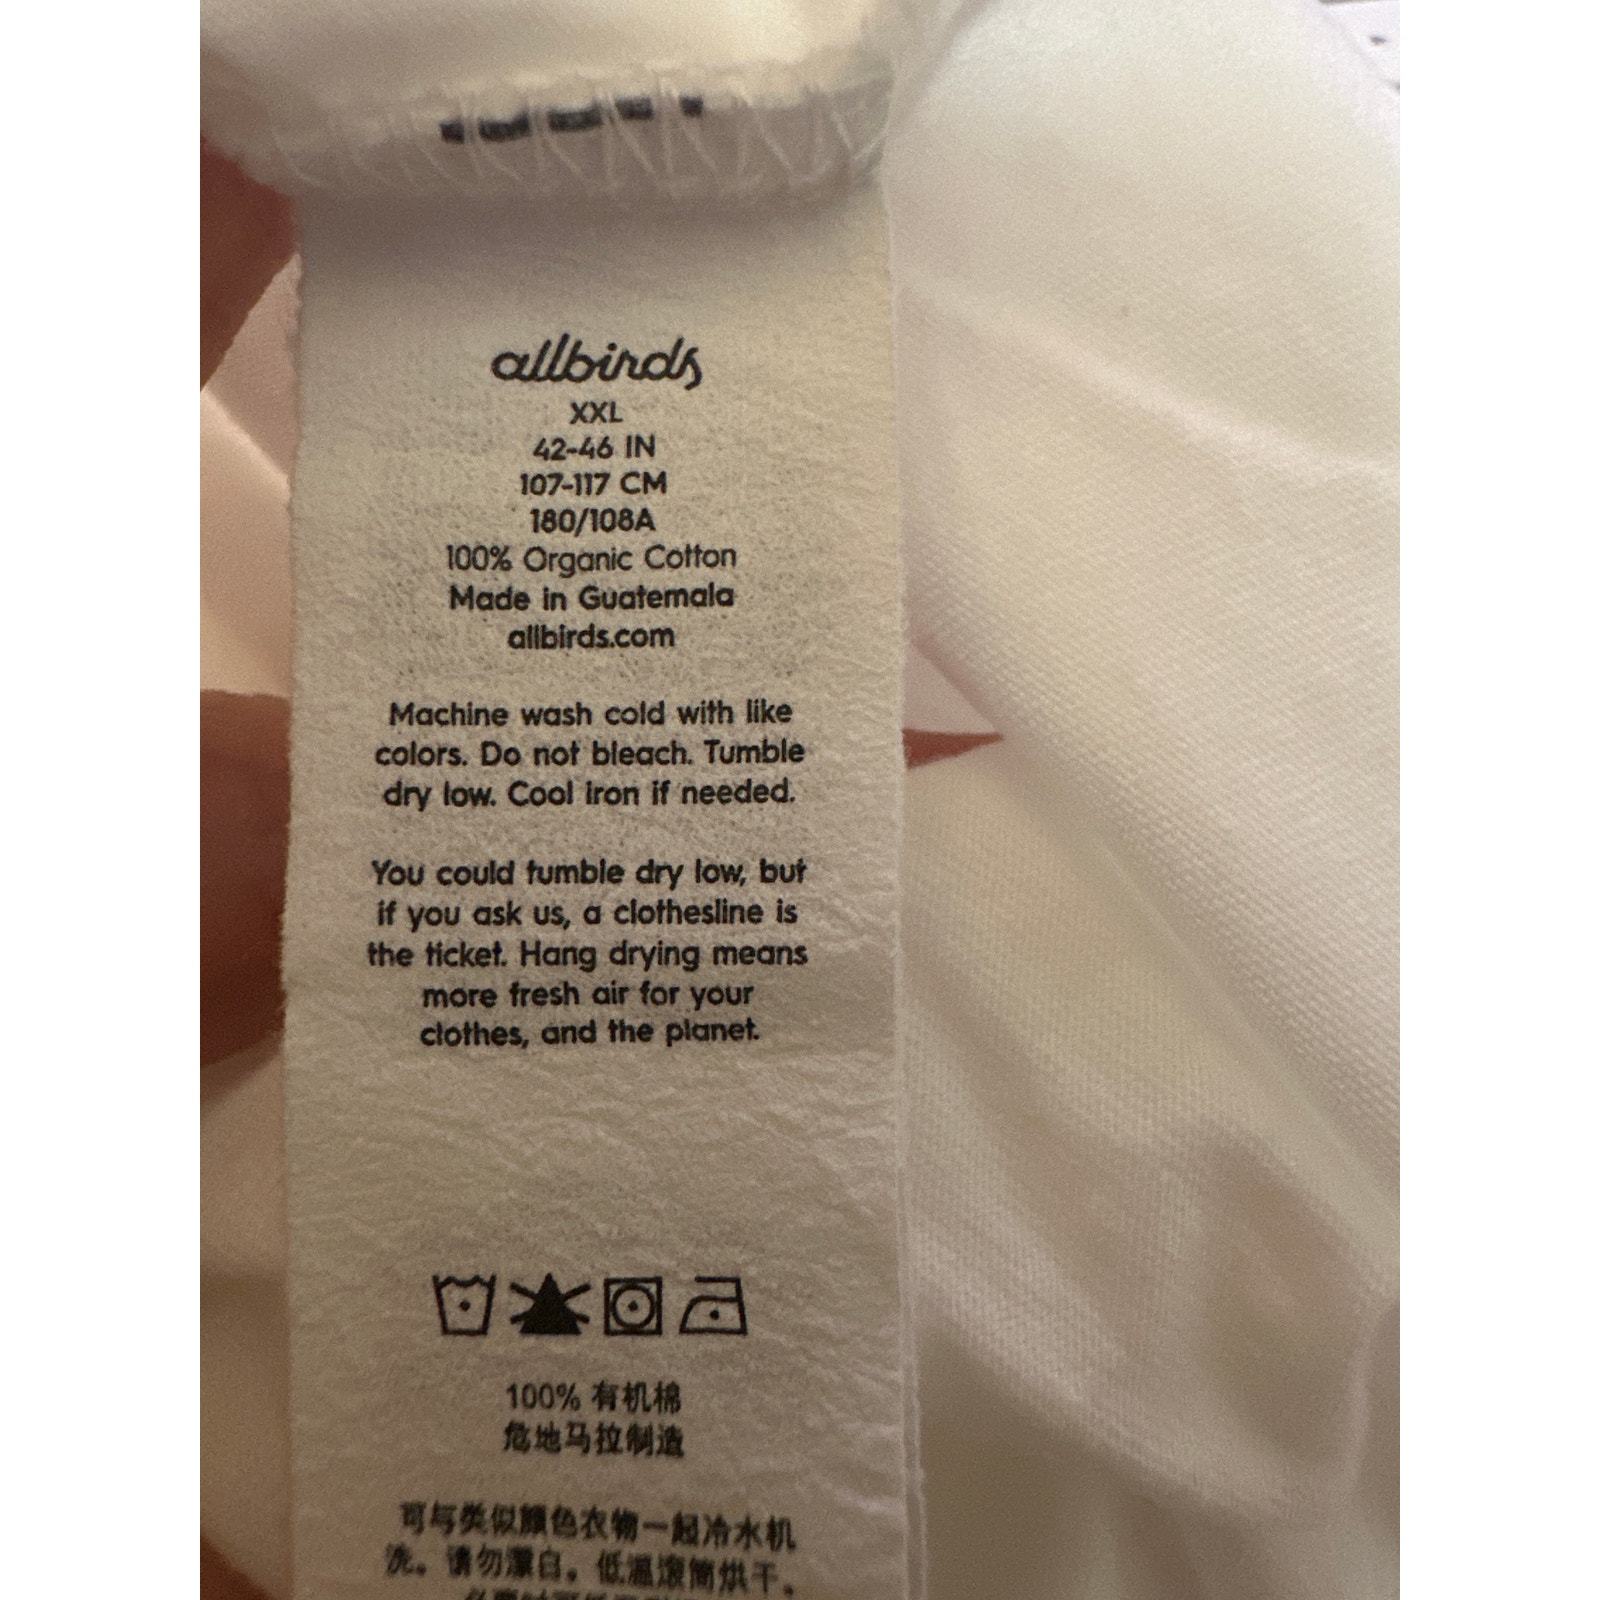 allbirds
XXL
42-46 IN
107-117 CM
180/108A
100% Organic Cotton
Made in Guatemala
allbirds.com
Machine wash cold with like
colors. Do not bleach. Tumble
dry low. Cool iron if needed.
You could tumble dry low, but
if you ask us, a clothesline is
the ticket. Hang drying means
more fresh air for your
clothes, and the planet.
100% 有机棉
危地马拉制造
可与类似颜色衣物一起冷水机
洗。请勿漂白。低温滚筒烘干。